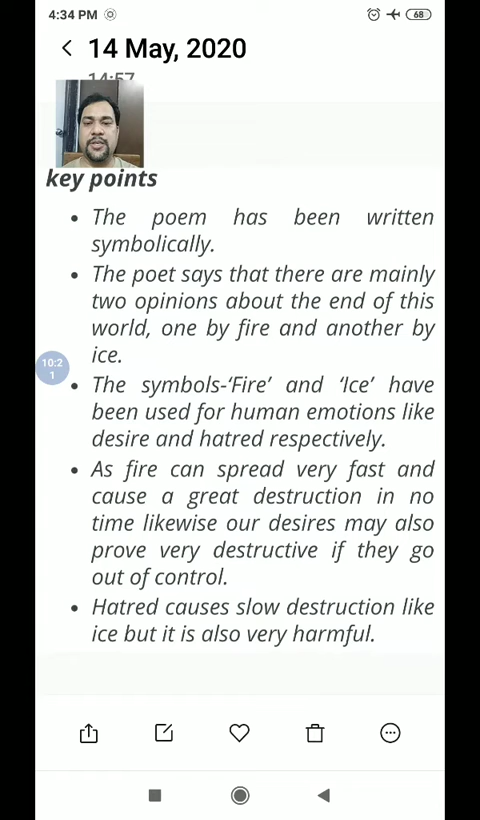 4:34 PM
68
14 May, 2020
14:57
key points
• The poem has been written
symbolically.
• The poet says that there are mainly
two opinions about the end of this
world, one by fire and another by
ice.
10:2
1
• The symbols-‘Fire’ and ‘Ice’ have
been used for human emotions like
desire and hatred respectively.
• As fire can spread very fast and
cause a great destruction in no
time likewise our desires may also
prove very destructive if they go
out of control.
• Hatred causes slow destruction like
ice but it is also very harmful.